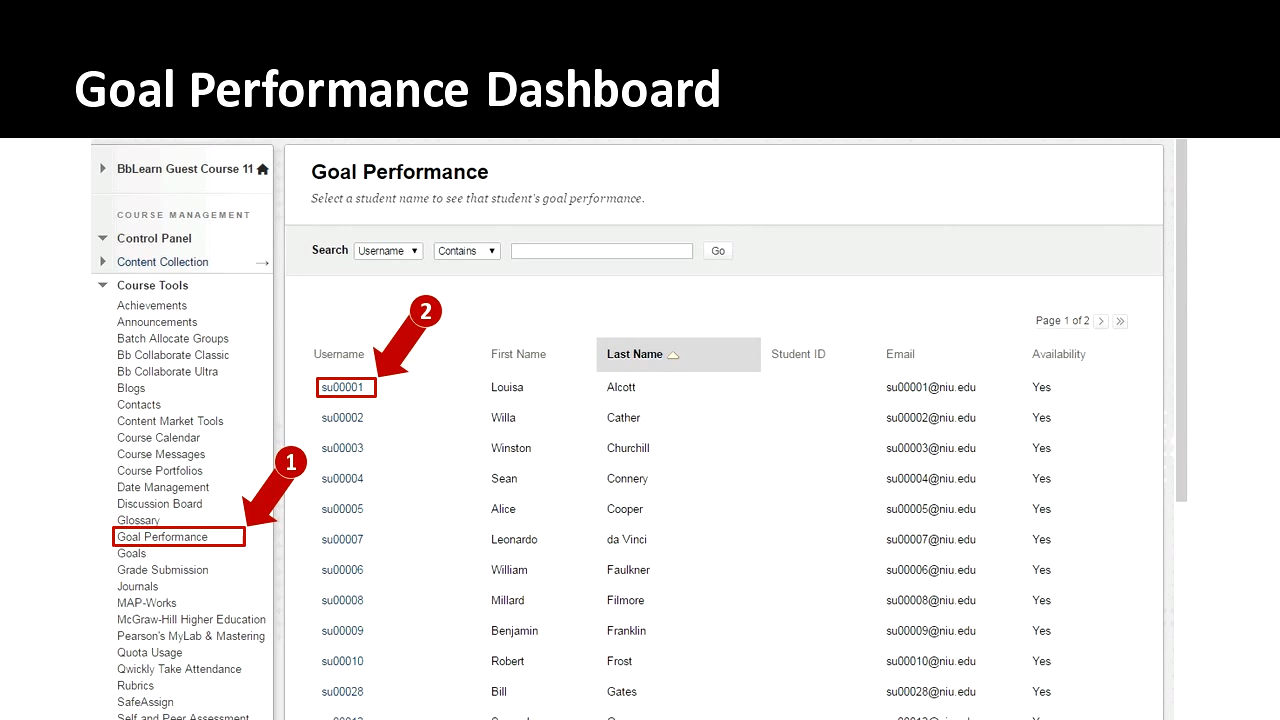 Goal Performance Dashboard
BbLearn Guest Course 11
COURSE MANAGEMENT
Control Panel
Content Collection
Course Tools
Achievements
Announcements
Batch Allocate Groups
Bb Collaborate Classic
Bb Collaborate Ultra
Blogs
Contacts
Content Market Tools
Course Calendar
Course Messages
Course Portfolios
Date Management
Discussion Board
Glossary
Goal Performance
Goals
Grade Submission
Journals
MAP-Works
McGraw-Hill Higher Education
Pearson's MyLab & Mastering
Quota Usage
Qwickly Take Attendance
Rubrics
SafeAssign
Self and Peer Assessment
1
Goal Performance
Select a student name to see that student's goal performance.
Search Username Contains Go
2
Page 1 of 2
Username First Name Last Name Student ID Email Availability
su00001 Louisa Alcott su00001@niu.edu Yes
su00002 Willa Cather su00002@niu.edu Yes
su00003 Winston Churchill su00003@niu.edu Yes
su00004 Sean Connery su00004@niu.edu Yes
su00005 Alice Cooper su00005@niu.edu Yes
su00007 Leonardo da Vinci su00007@niu.edu Yes
su00006 William Faulkner su00006@niu.edu Yes
su00008 Millard Filmore su00008@niu.edu Yes
su00009 Benjamin Franklin su00009@niu.edu Yes
su00010 Robert Frost su00010@niu.edu Yes
su00028 Bill Gates su00028@niu.edu Yes